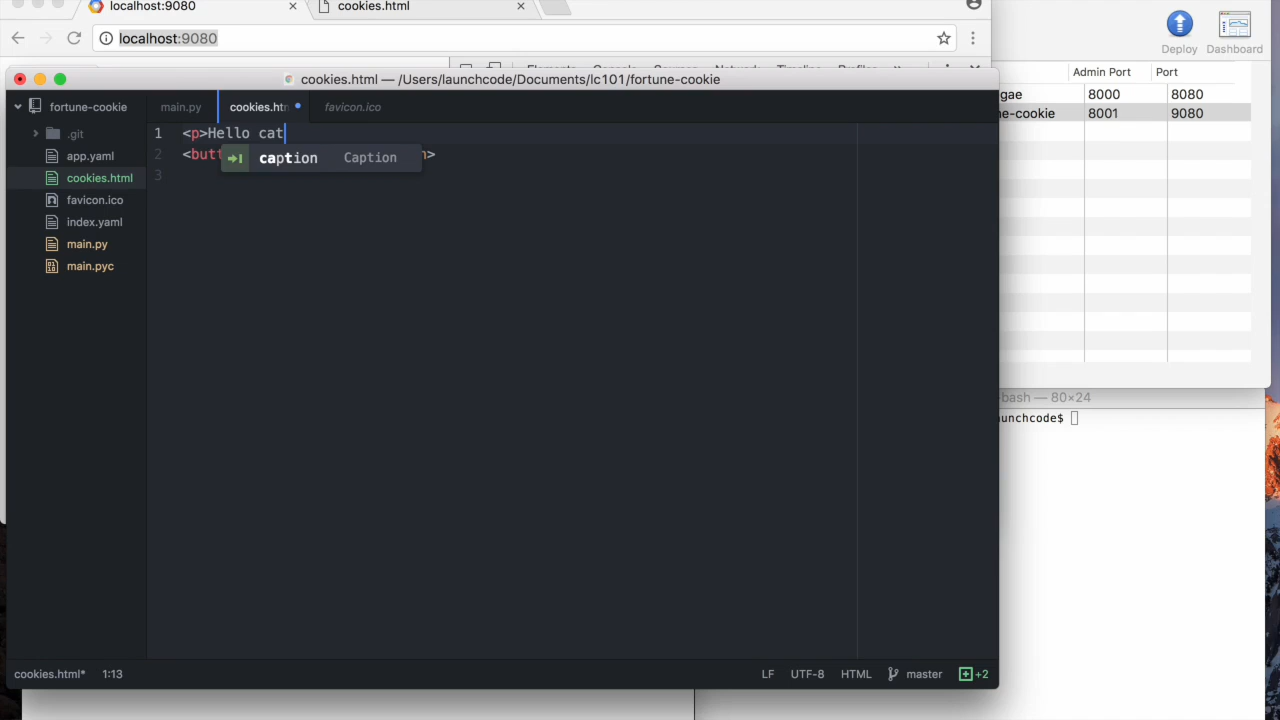 localhost:9080
cookies.html
localhost:9080
Deploy
Dashboard
cookies.html — /Users/launchcode/Documents/lc101/fortune-cookie
Admin Port
Port
fortune-cookie
main.py
cookies.ht
favicon.ico
gae
8000
8080
ne-cookie
8001
9080
.git
app.yaml
cookies.html
favicon.ico
index.yaml
main.py
main.pyc
1
<p>Hello cat
2
<butt
>
caption
Caption
3
bash — 80×24
unchcode$
cookies.html*
1:13
LF
UTF-8
HTML
master
+2